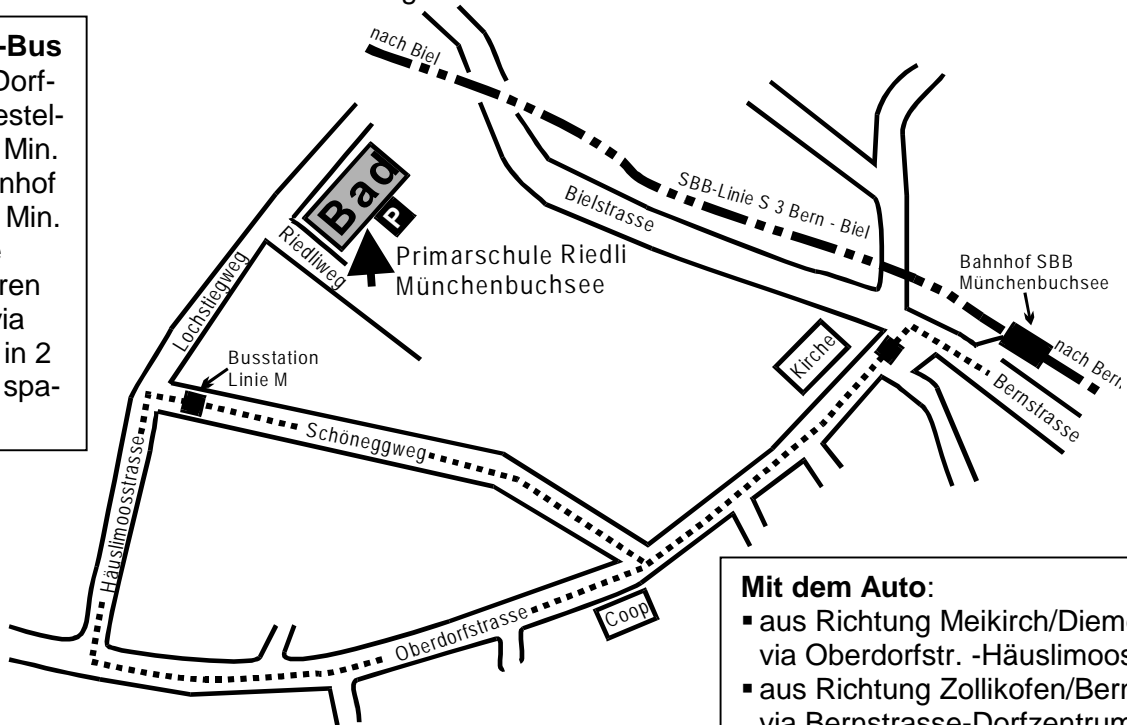 -Bus
Dorf-
estel-
Min.
nhof
Min.
ren
via
in 2
spa-
nach Biel
Bad
P
Riedliweg
Primarschule Riedli
Münchenbuchsee
Lochstiegweg
Bielstrasse
SBB-Linie S 3 Bern - Biel
Bahnhof SBB
Münchenbuchsee
nach Bern
Bernstrasse
Kirche
Busstation
Linie M
Schöneggweg
Häuslimoosstrasse
Oberdorfstrasse
Coop
Mit dem Auto:
▪ aus Richtung Meikirch/Dieme
via Oberdorfstr. -Häuslimoos
▪ aus Richtung Zollikofen/Bern
via Bernstrasse-Dorfzentrum